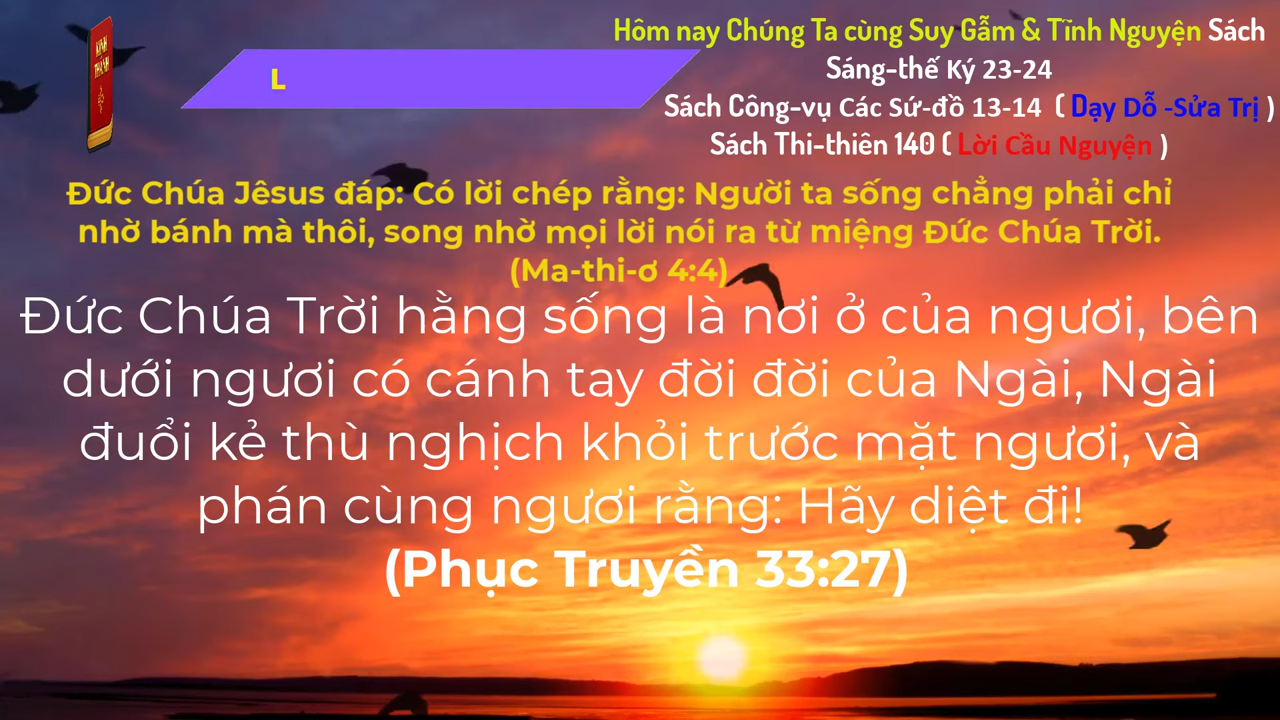 KINH
THÁNH
L
Hôm nay Chúng Ta cùng Suy Gẫm & Tĩnh Nguyện Sách
Sáng-thế Ký 23-24
Sách Công-vụ Các Sứ-đồ 13-14 ( Dạy Dỗ -Sửa Trị )
Sách Thi-thiên 140 ( Lời Cầu Nguyện )
Đức Chúa Jêsus đáp: Có lời chép rằng: Người ta sống chẳng phải chỉ
nhờ bánh mà thôi, song nhờ mọi lời nói ra từ miệng Đức Chúa Trời.
(Ma-thi-ơ 4:4)
Đức Chúa Trời hằng sống là nơi ở của ngươi, bên
dưới ngươi có cánh tay đời đời của Ngài, Ngài
đuổi kẻ thù nghịch khỏi trước mặt ngươi, và
phán cùng ngươi rằng: Hãy diệt đi!
(Phục Truyền 33:27)